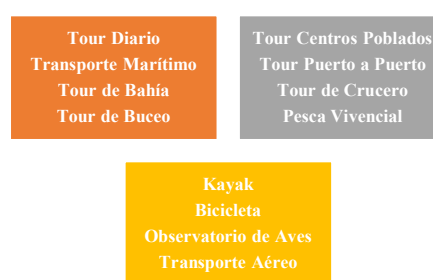 Tour Diario
Transporte Marítimo
Tour de Bahía
Tour de Buceo
Tour Centros Poblados
Tour Puerto a Puerto
Tour de Crucero
Pesca Vivencial
Kayak
Bicicleta
Observatorio de Aves
Transporte Aéreo